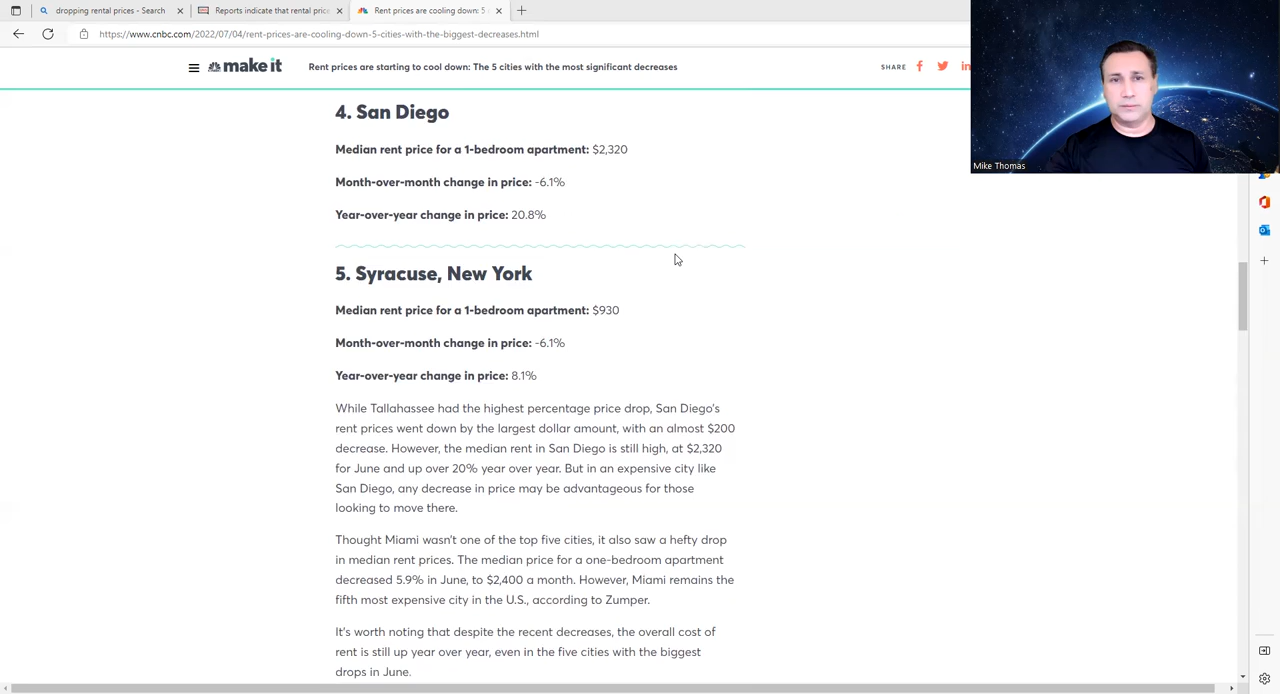 dropping rental prices - Search
Reports indicate that rental price
Rent prices are cooling down: 5
https://www.cnbc.com/2022/07/04/rent-prices-are-cooling-down-5-cities-with-the-biggest-decreases.html
make it
Rent prices are starting to cool down: The 5 cities with the most significant decreases
SHARE
Mike Thomas
4. San Diego
Median rent price for a 1-bedroom apartment: $2,320
Month-over-month change in price: -6.1%
Year-over-year change in price: 20.8%
5. Syracuse, New York
Median rent price for a 1-bedroom apartment: $930
Month-over-month change in price: -6.1%
Year-over-year change in price: 8.1%
While Tallahassee had the highest percentage price drop, San Diego's
rent prices went down by the largest dollar amount, with an almost $200
decrease. However, the median rent in San Diego is still high, at $2,320
for June and up over 20% year over year. But in an expensive city like
San Diego, any decrease in price may be advantageous for those
looking to move there.
Thought Miami wasn't one of the top five cities, it also saw a hefty drop
in median rent prices. The median price for a one-bedroom apartment
decreased 5.9% in June, to $2,400 a month. However, Miami remains the
fifth most expensive city in the U.S., according to Zumper.
It's worth noting that despite the recent decreases, the overall cost of
rent is still up year over year, even in the five cities with the biggest
drops in June.